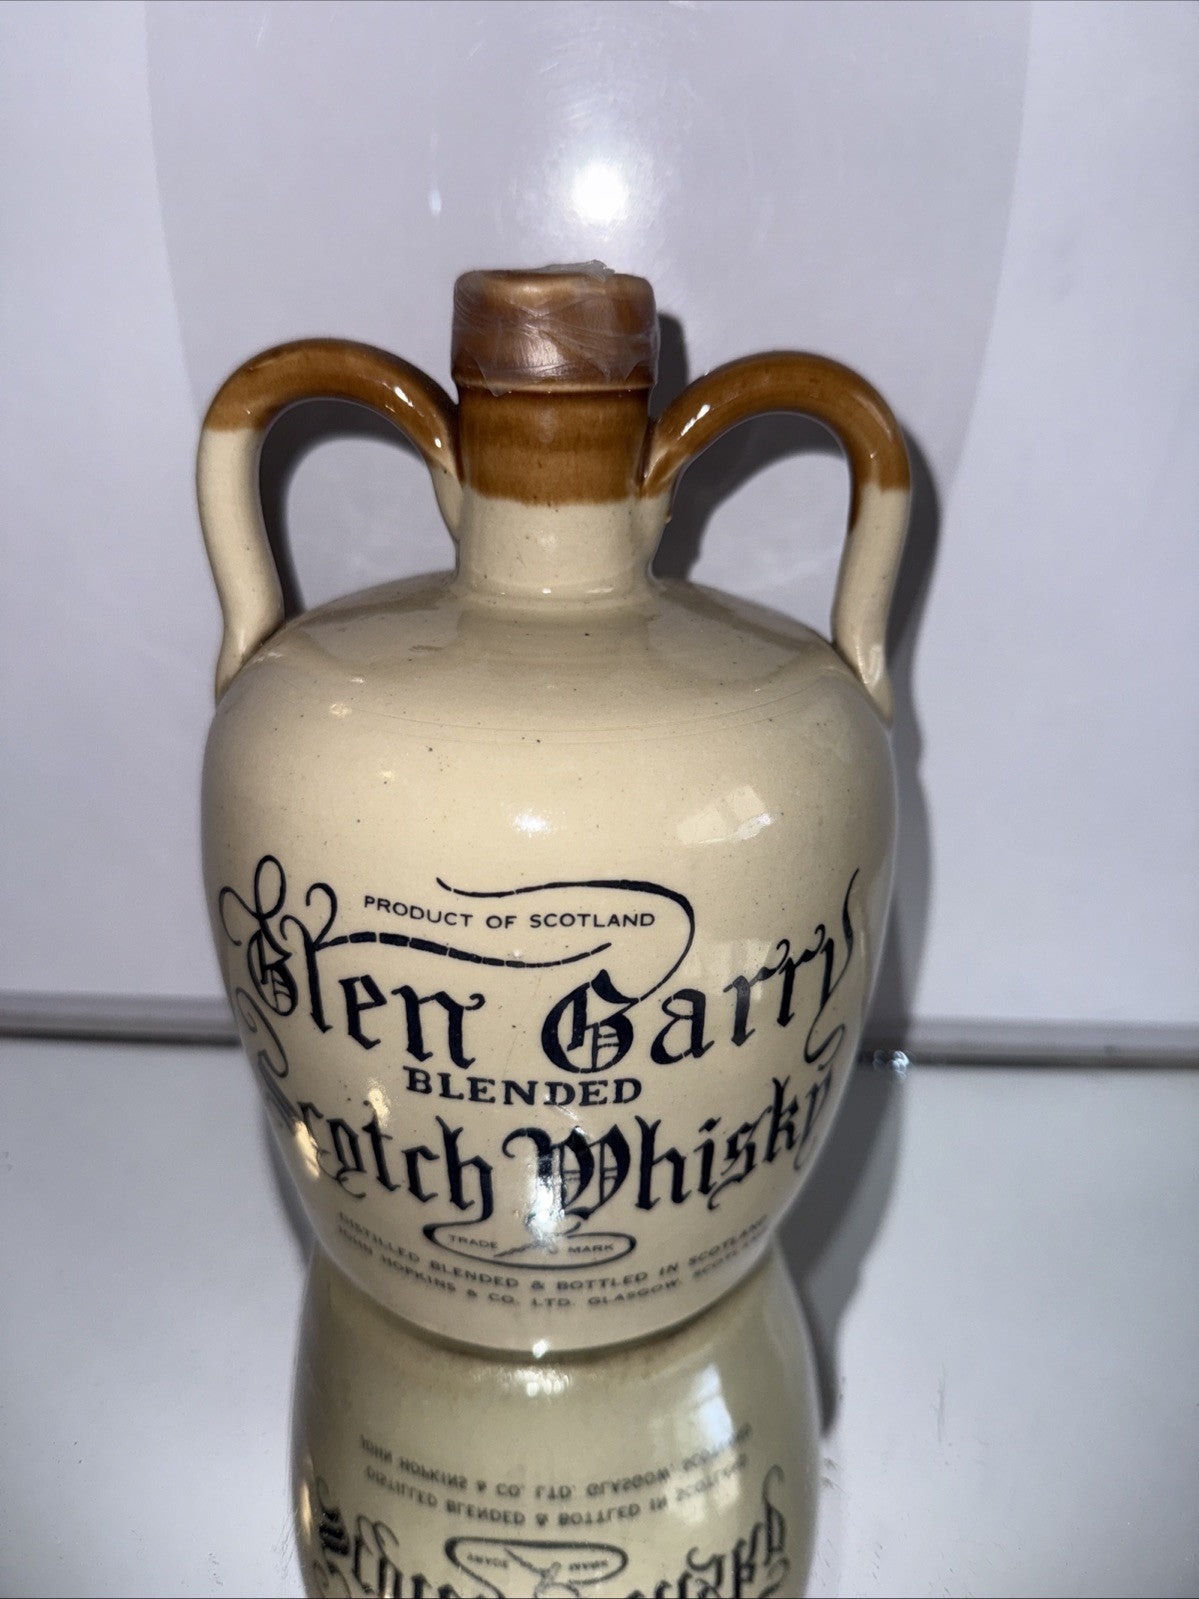 PRODUCT OF SCOTLAND
Glen Garry
BLENDED
Scotch Whisky
TRADE MARK
DISTILLED BLENDED & BOTTLED IN SCOTLAND
JOHN HOPKINS & CO. LTD. GLASGOW, SCOTLAND